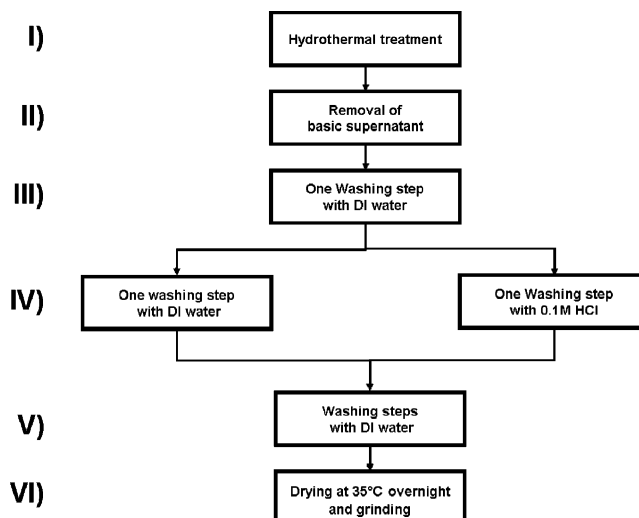 I)
Hydrothermal treatment
II)
Removal of
basic supernatant
III)
One Washing step
with DI water
IV)
One washing step
with DI water
One Washing step
with 0.1M HCl
V)
Washing steps
with DI water
VI)
Drying at 35°C overnight
and grinding